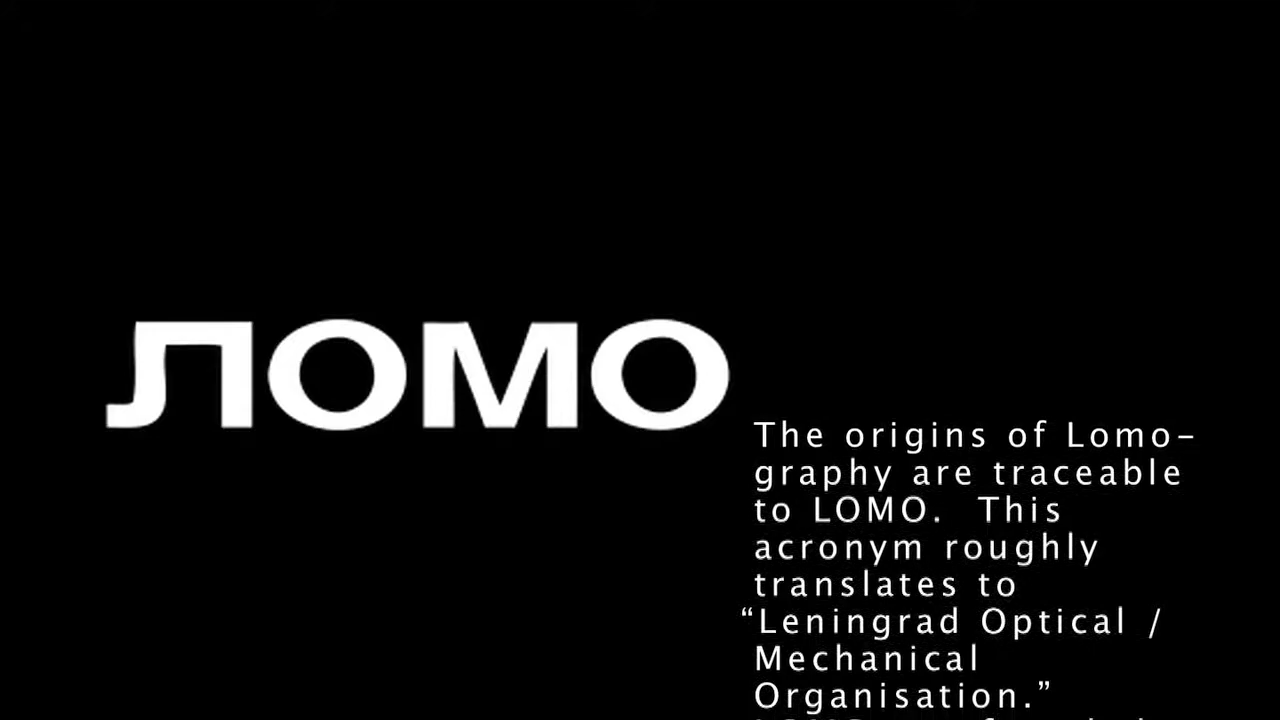 ЛОМО
The origins of Lomo-
graphy are traceable
to LOMO.  This
acronym roughly
translates to
“Leningrad Optical /
Mechanical
Organisation.”